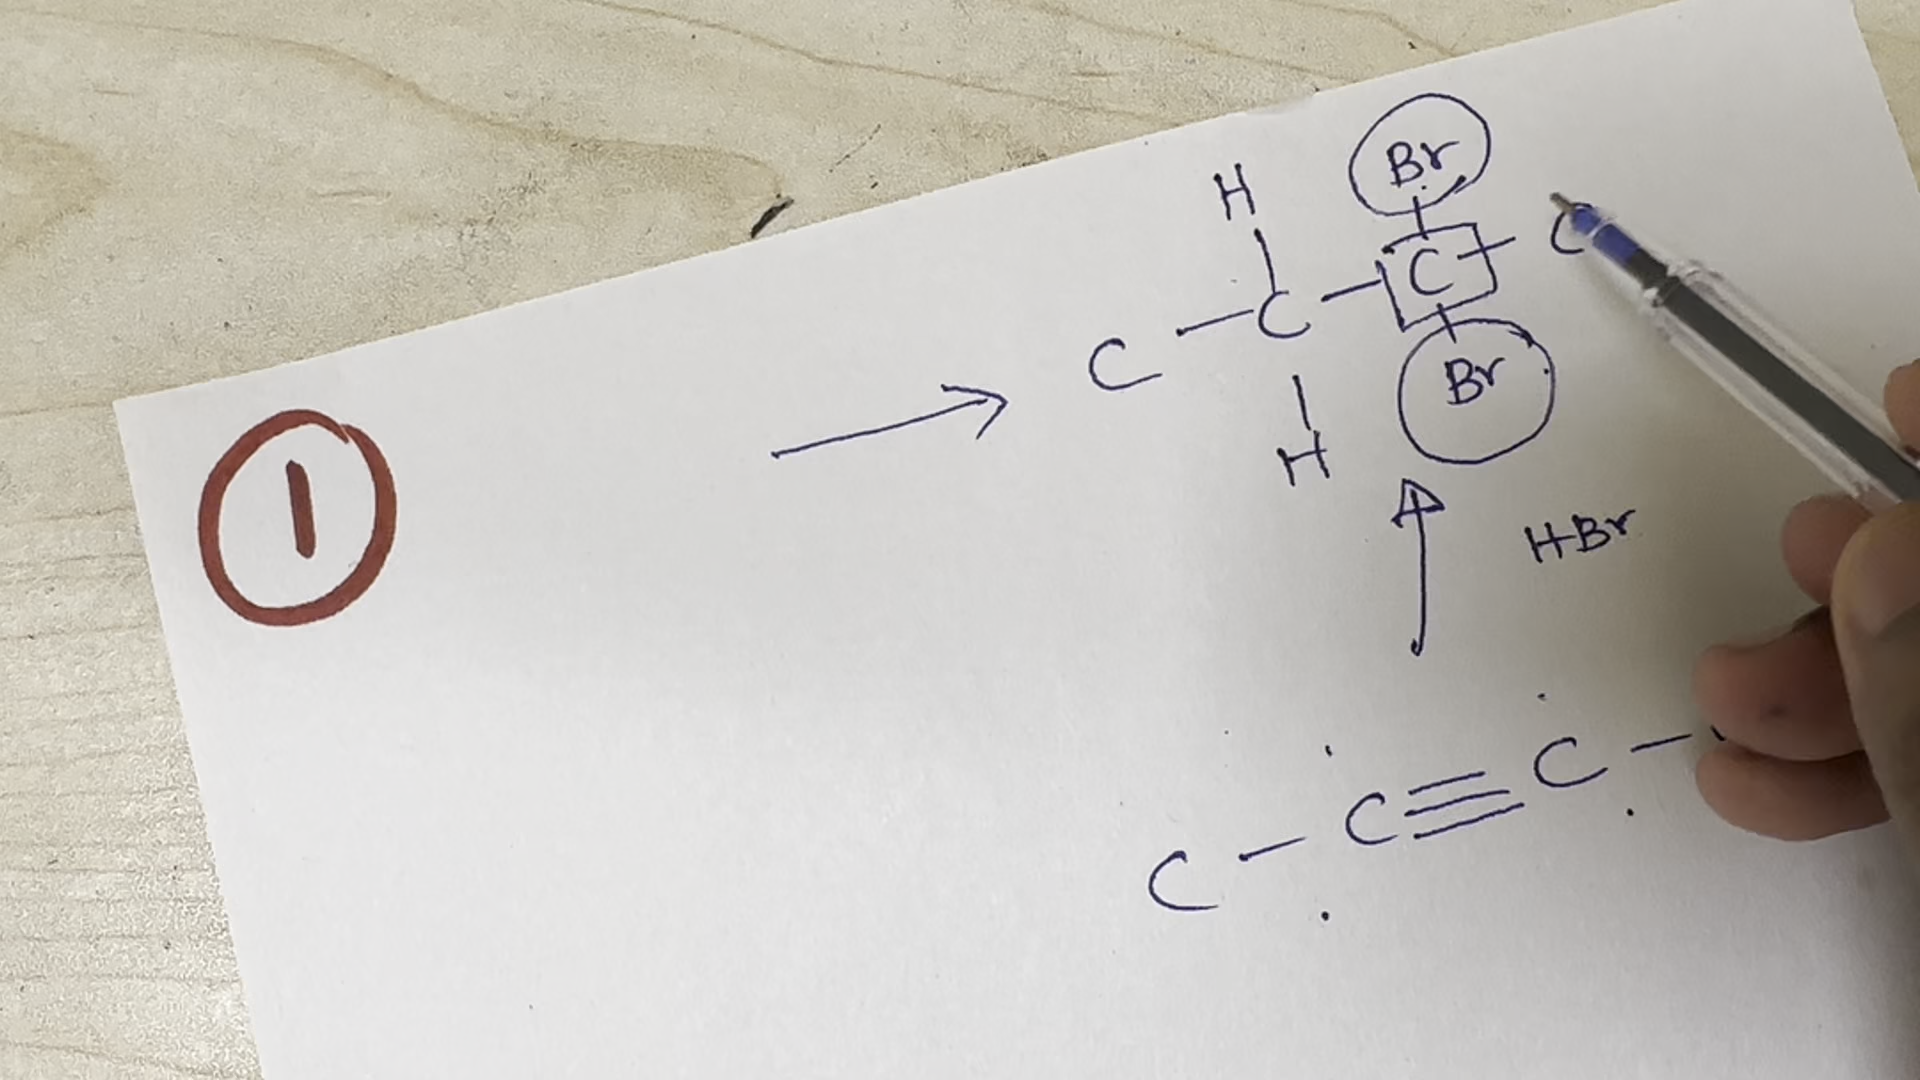 1
H Br
C — C — C — C
H Br
HBr
C — C ≡ C —